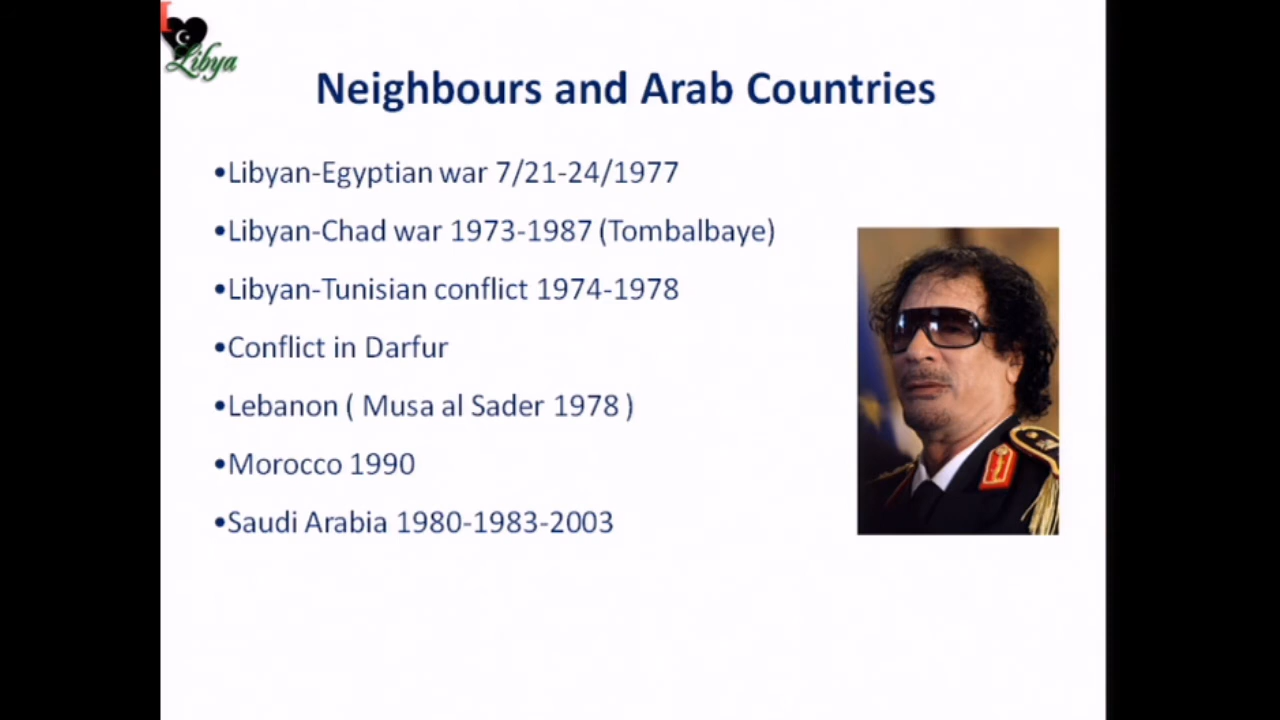 I
Libya
Neighbours and Arab Countries
•Libyan-Egyptian war 7/21-24/1977
•Libyan-Chad war 1973-1987 (Tombalbaye)
•Libyan-Tunisian conflict 1974-1978
•Conflict in Darfur
•Lebanon ( Musa al Sader 1978 )
•Morocco 1990
•Saudi Arabia 1980-1983-2003